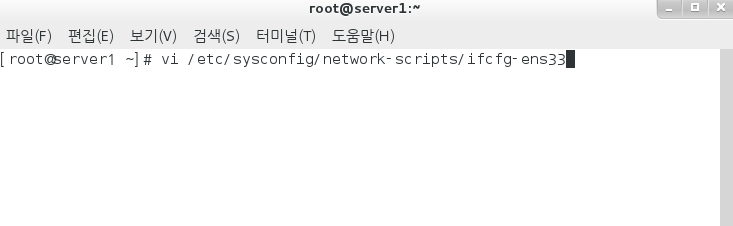 root@server1:~
파일(F) 편집(E) 보기(V) 검색(S) 터미널(T) 도움말(H)
[root@server1 ~]# vi /etc/sysconfig/network-scripts/ifcfg-ens33